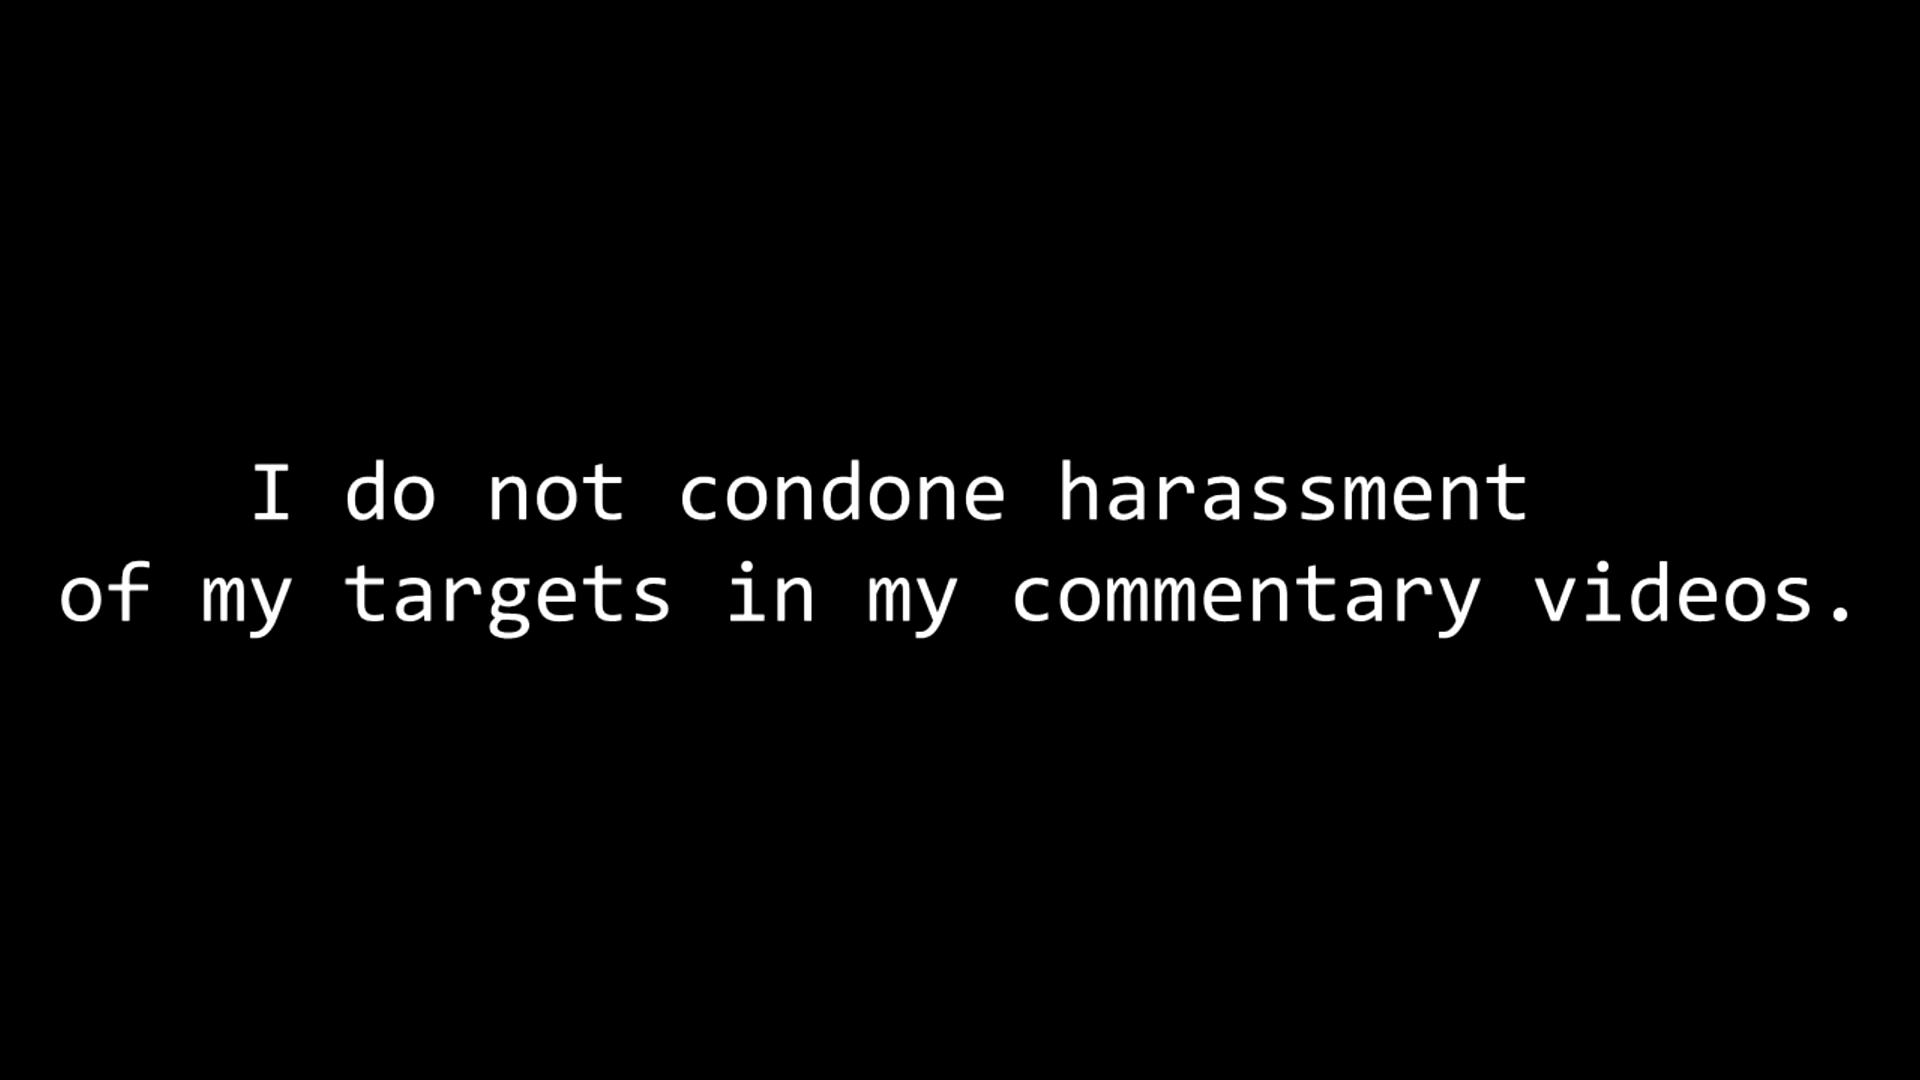 I do not condone harassment
of my targets in my commentary videos.